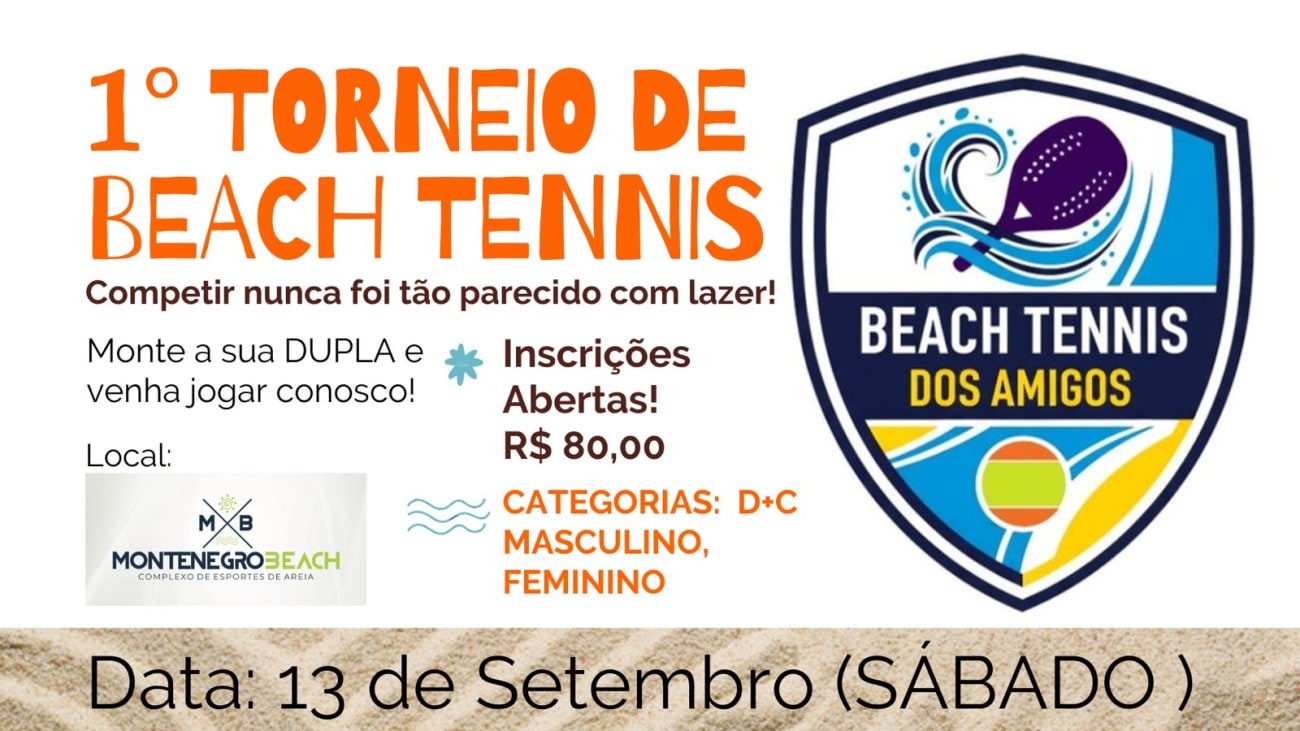 1º TORNEIO DE
BEACH TENNIS
Competir nunca foi tão parecido com lazer!
Monte a sua DUPLA e
venha jogar conosco!
Inscrições
Abertas!
R$ 80,00
Local:
M B
MONTENEGROBEACH
COMPLEXO DE ESPORTES DE AREIA
CATEGORIAS: D+C
MASCULINO,
FEMININO
BEACH TENNIS
DOS AMIGOS
Data: 13 de Setembro (SÁBADO )